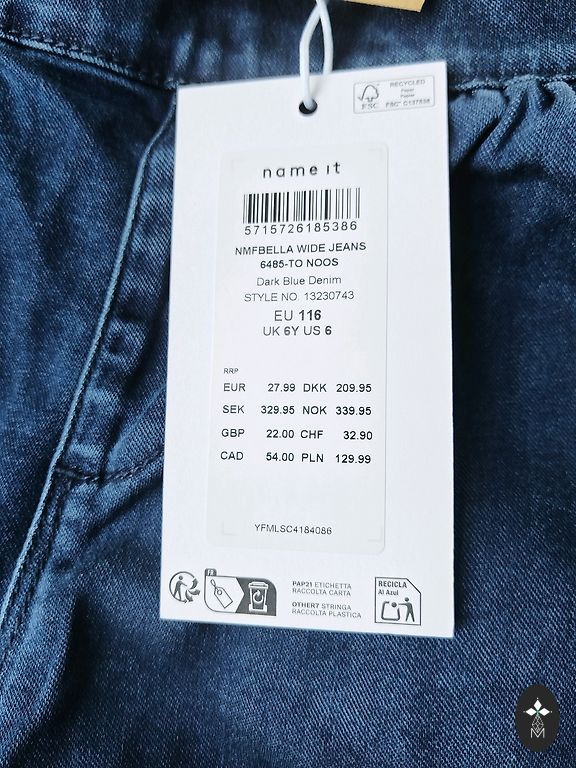 RECYCLED
Paper
Papier
FSC
FSC® C137838
name it
5715726185386
NMFBELLA WIDE JEANS
6485-TO NOOS
Dark Blue Denim
STYLE NO. 13230743
EU 116
UK 6Y US 6
RRP
EUR 27.99 DKK 209.95
SEK 329.95 NOK 339.95
GBP 22.00 CHF 32.90
CAD 54.00 PLN 129.99
YFMLSC4184086
FR
PAP21 ETICHETTA
RACCOLTA CARTA
OTHER7 STRINGA
RACCOLTA PLASTICA
RECICLA
Al Azul
M